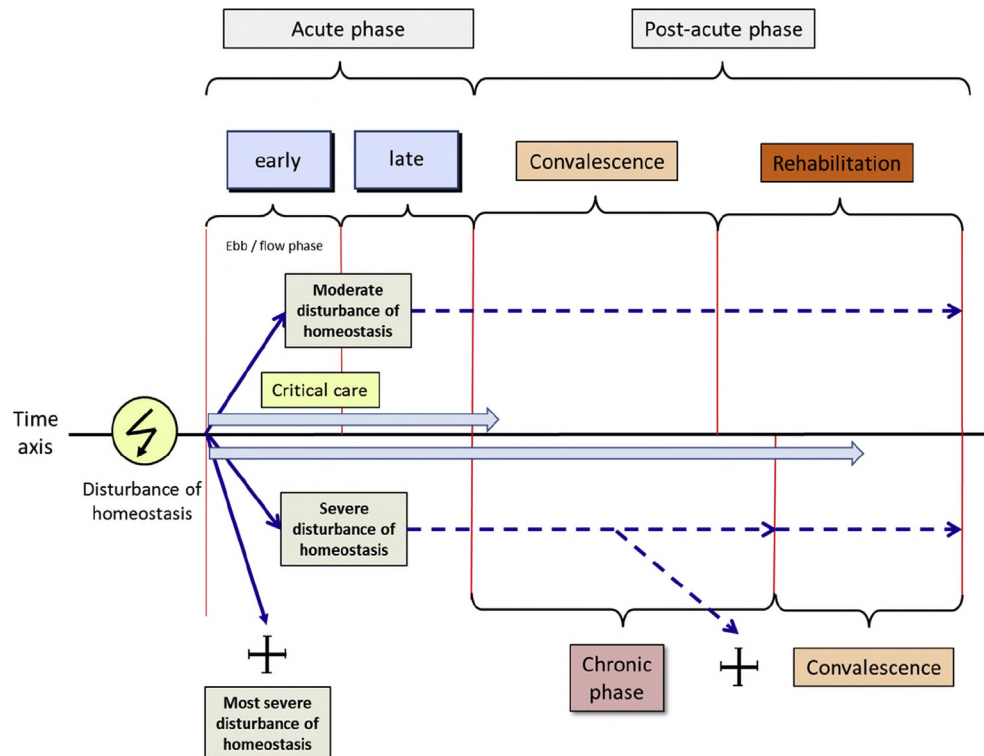 Acute phase
Post-acute phase
early
late
Convalescence
Rehabilitation
Ebb / flow phase
Moderate
disturbance of
homeostasis
Critical care
Time
axis
Disturbance of
homeostasis
Severe
disturbance of
homeostasis
Most severe
disturbance of
homeostasis
Chronic
phase
Convalescence